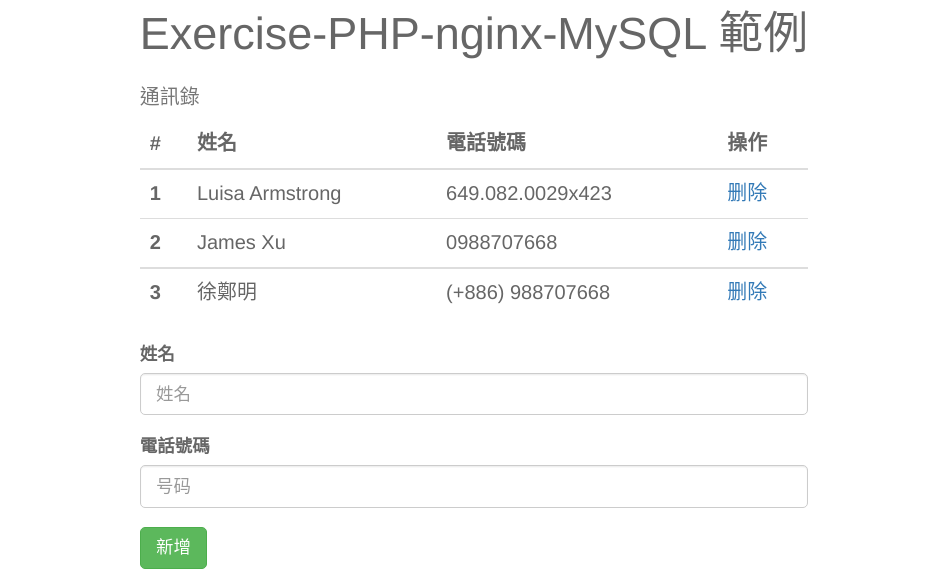 Exercise-PHP-nginx-MySQL 範例
通訊錄
# 姓名 電話號碼 操作
1 Luisa Armstrong 649.082.0029x423 刪除
2 James Xu 0988707668 刪除
3 徐鄭明 (+886) 988707668 刪除
姓名
姓名
電話號碼
号码
新增